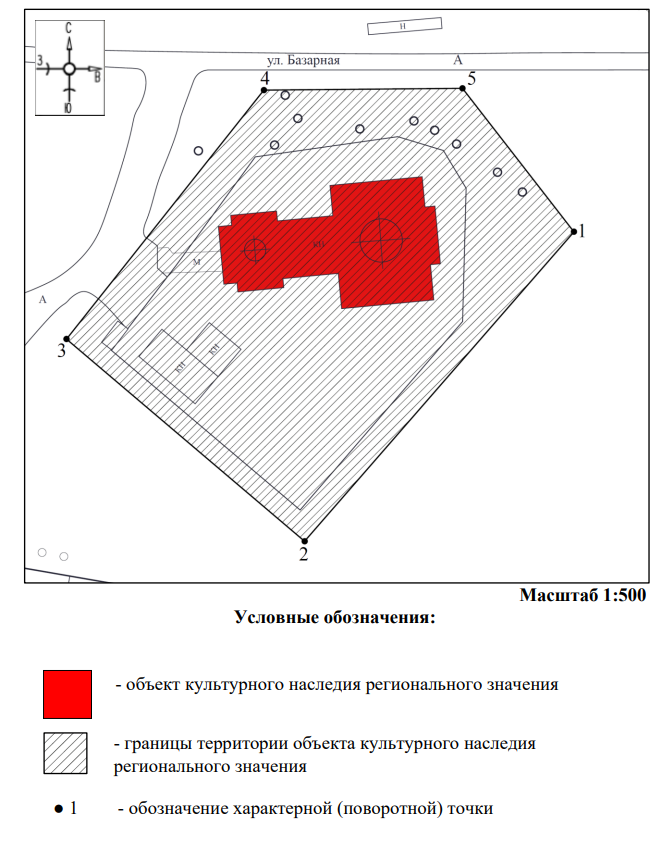 Н
С
З
В
Ю
ул. Базарная
А
4
5
1
КН
М
А
3
КН
КН
2
Масштаб 1:500
Условные обозначения:
- объект культурного наследия регионального значения
- границы территории объекта культурного наследия
регионального значения
● 1 - обозначение характерной (поворотной) точки